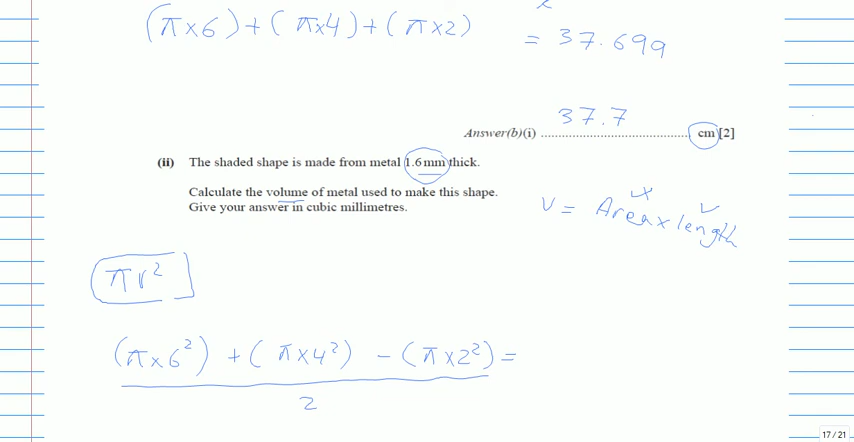 (π×6)+(π×4)+(π×2)
= 37.699
37.7
Answer(b)(i) ........................................ cm [2]
(ii) The shaded shape is made from metal 1.6 mm thick.
Calculate the volume of metal used to make this shape.
Give your answer in cubic millimetres.
V = Area × length
πr²
(π×6²) + (π×4²) − (π×2²) =
2
17 / 21